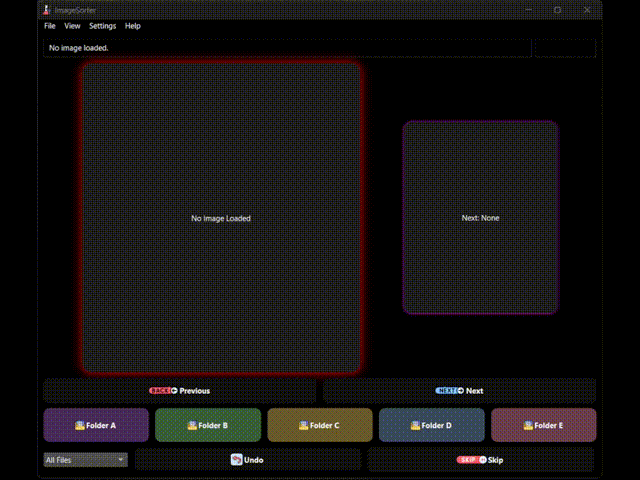 ImageSorter
File View Settings Help
No image loaded.
No Image Loaded
Next: None
BACK Previous
NEXT Next
Folder A Folder B Folder C Folder D Folder E
All Files Undo SKIP Skip